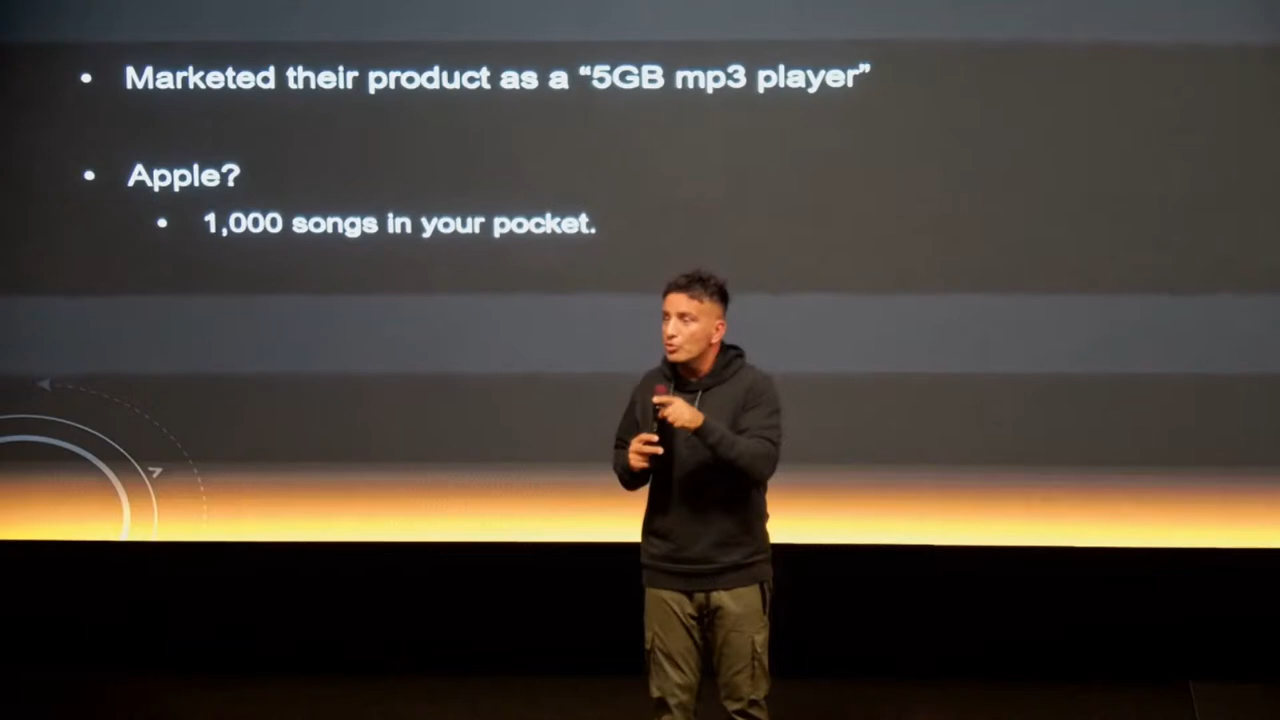 • Marketed their product as a “5GB mp3 player”
• Apple?
• 1,000 songs in your pocket.